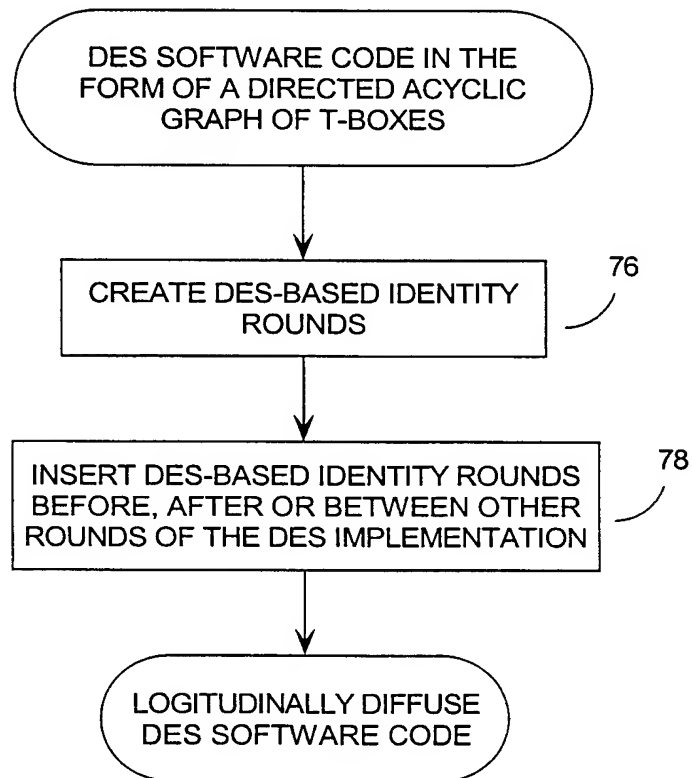 DES SOFTWARE CODE IN THE
FORM OF A DIRECTED ACYCLIC
GRAPH OF T-BOXES
76
CREATE DES-BASED IDENTITY
ROUNDS
78
INSERT DES-BASED IDENTITY ROUNDS
BEFORE, AFTER OR BETWEEN OTHER
ROUNDS OF THE DES IMPLEMENTATION
LOGITUDINALLY DIFFUSE
DES SOFTWARE CODE